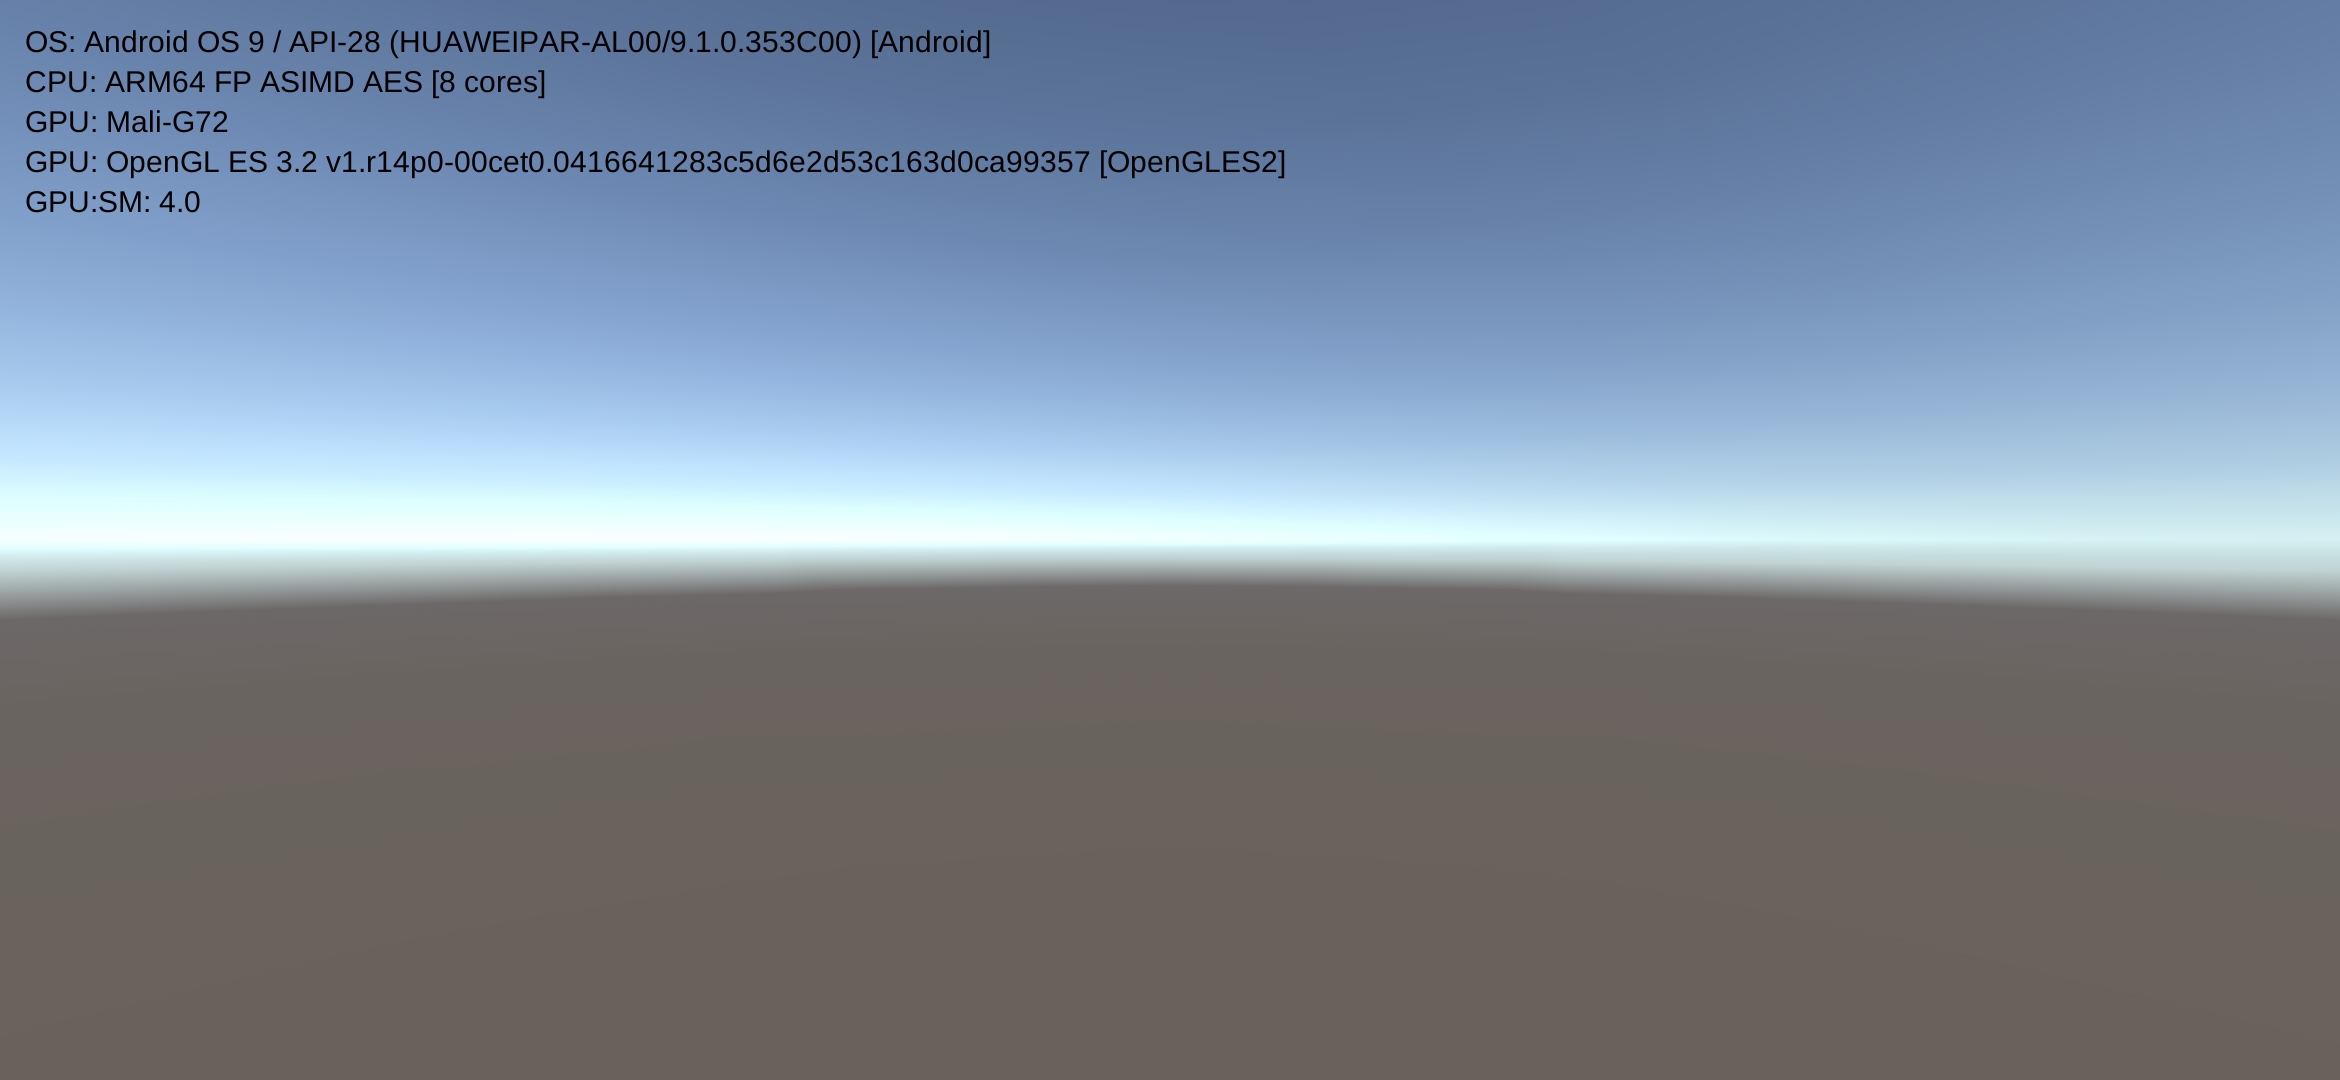 OS: Android OS 9 / API-28 (HUAWEIPAR-AL00/9.1.0.353C00) [Android]
CPU: ARM64 FP ASIMD AES [8 cores]
GPU: Mali-G72
GPU: OpenGL ES 3.2 v1.r14p0-00cet0.0416641283c5d6e2d53c163d0ca99357 [OpenGLES2]
GPU:SM: 4.0